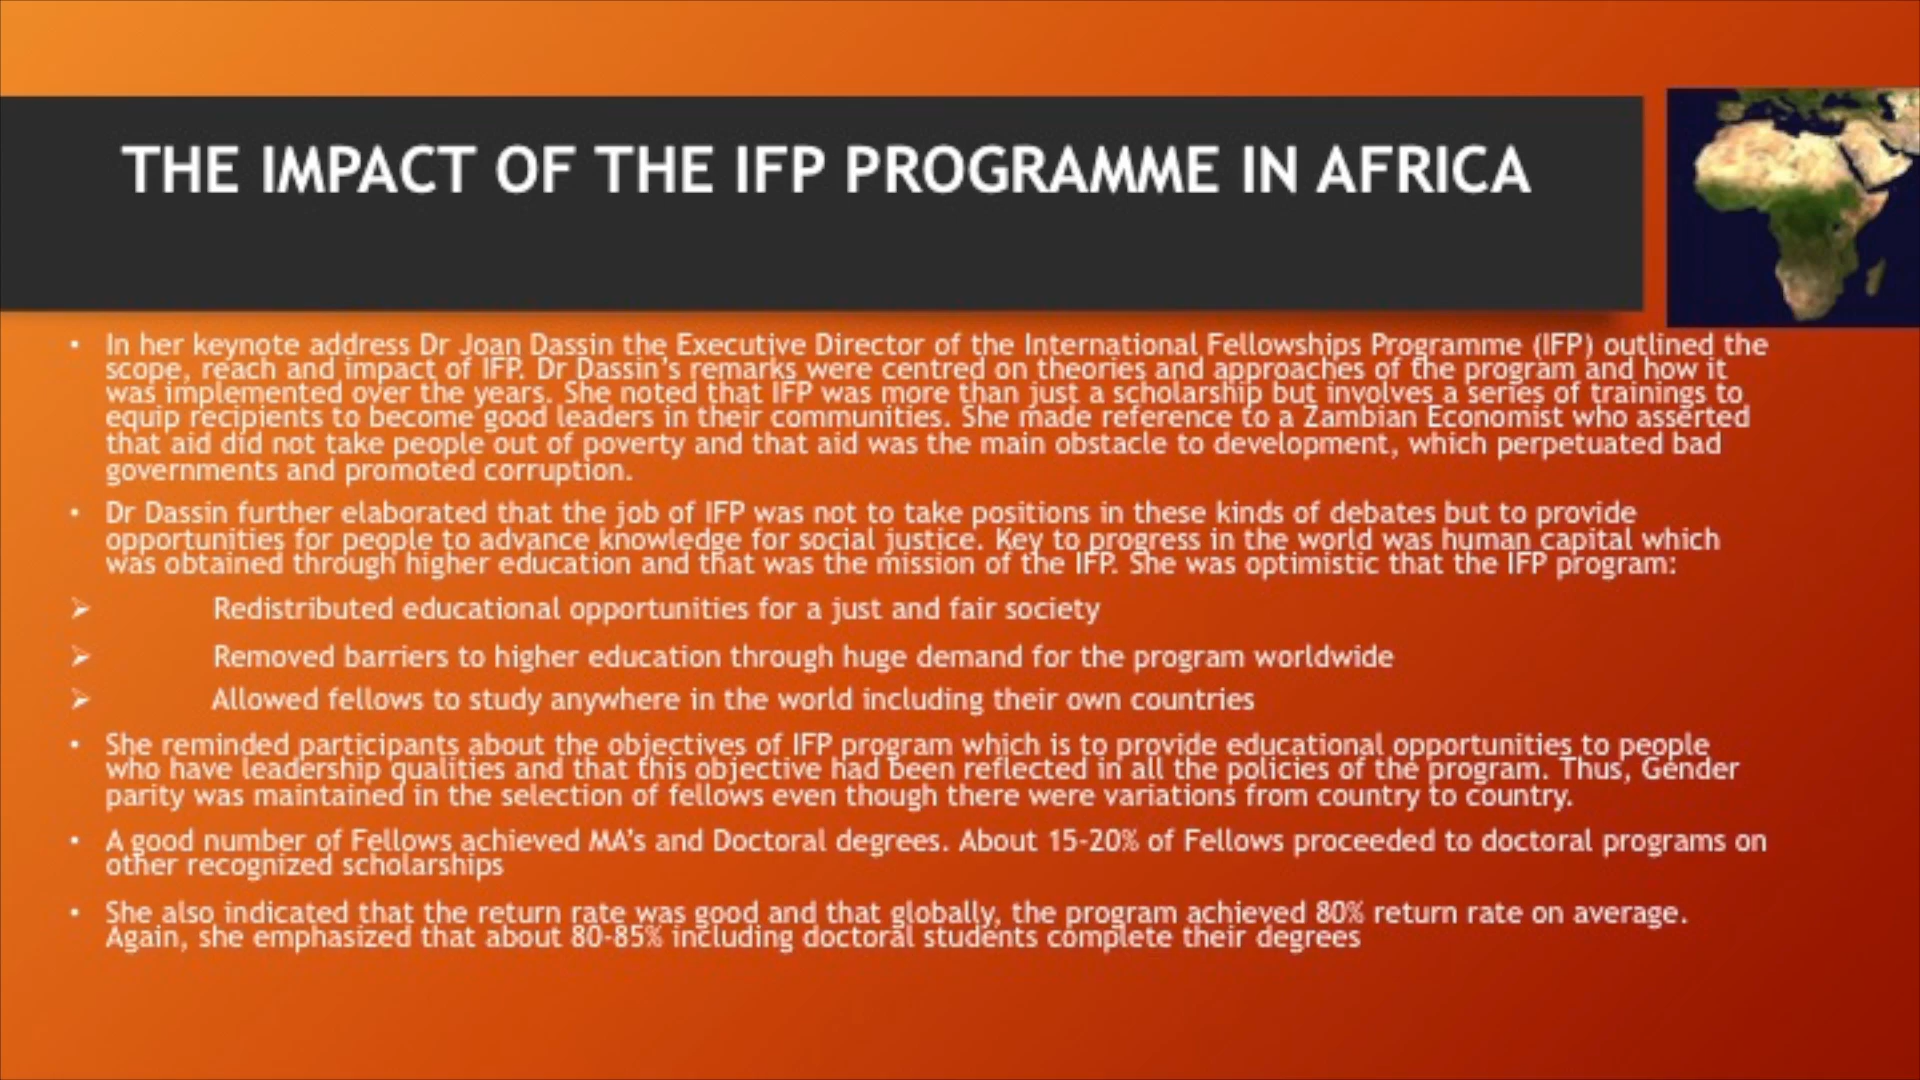 THE IMPACT OF THE IFP PROGRAMME IN AFRICA
• In her keynote address Dr Joan Dassin the Executive Director of the International Fellowships Programme (IFP) outlined the
scope, reach and impact of IFP. Dr Dassin's remarks were centred on theories and approaches of the program and how it
was implemented over the years. She noted that IFP was more than just a scholarship but involves a series of trainings to
equip recipients to become good leaders in their communities. She made reference to a Zambian Economist who asserted
that aid did not take people out of poverty and that aid was the main obstacle to development, which perpetuated bad
governments and promoted corruption.
• Dr Dassin further elaborated that the job of IFP was not to take positions in these kinds of debates but to provide
opportunities for people to advance knowledge for social justice. Key to progress in the world was human capital which
was obtained through higher education and that was the mission of the IFP. She was optimistic that the IFP program:
➢ Redistributed educational opportunities for a just and fair society
➢ Removed barriers to higher education through huge demand for the program worldwide
➢ Allowed fellows to study anywhere in the world including their own countries
• She reminded participants about the objectives of IFP program which is to provide educational opportunities to people
who have leadership qualities and that this objective had been reflected in all the policies of the program. Thus, Gender
parity was maintained in the selection of fellows even though there were variations from country to country.
• A good number of Fellows achieved MA's and Doctoral degrees. About 15-20% of Fellows proceeded to doctoral programs on
other recognized scholarships
• She also indicated that the return rate was good and that globally, the program achieved 80% return rate on average.
Again, she emphasized that about 80-85% including doctoral students complete their degrees